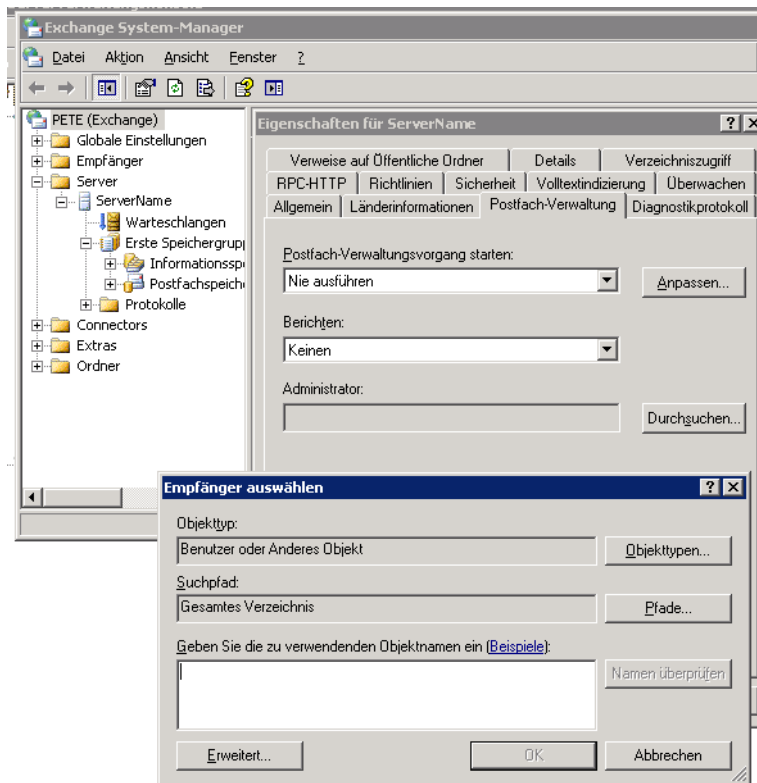 Exchange System-Manager
Datei Aktion Ansicht Fenster ?
PETE (Exchange)
Globale Einstellungen
Empfänger
Server
ServerName
Warteschlangen
Erste Speichergrupp
Informationssp
Postfachspeich
Protokolle
Connectors
Extras
Ordner
Eigenschaften für ServerName
Verweise auf Öffentliche Ordner Details Verzeichniszugriff
RPC-HTTP Richtlinien Sicherheit Volltextindizierung Überwachen
Allgemein Länderinformationen Postfach-Verwaltung Diagnostikprotokoll
Postfach-Verwaltungsvorgang starten:
Nie ausführen Anpassen...
Berichten:
Keinen
Administrator:
Durchsuchen...
Empfänger auswählen
Objekttyp:
Benutzer oder Anderes Objekt Objekttypen...
Suchpfad:
Gesamtes Verzeichnis Pfade...
Geben Sie die zu verwendenden Objektnamen ein (Beispiele):
Namen überprüfen
Erweitert... OK Abbrechen